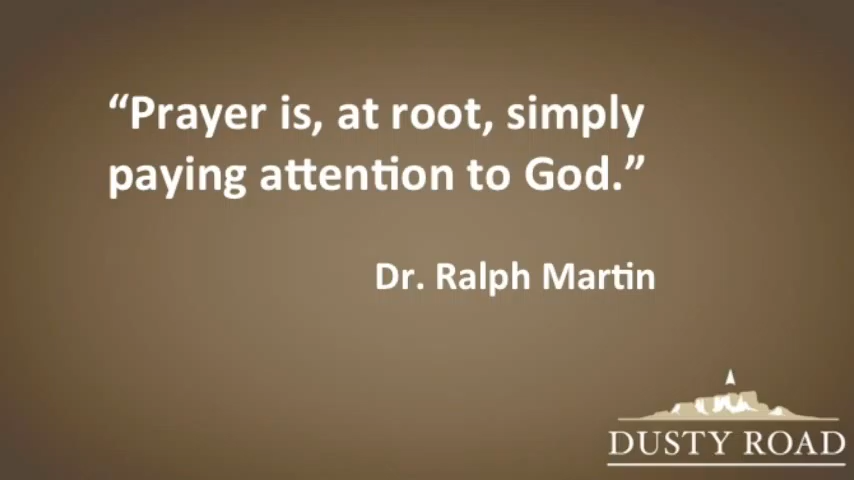 “Prayer is, at root, simply
paying attention to God.”
Dr. Ralph Martin
DUSTY ROAD